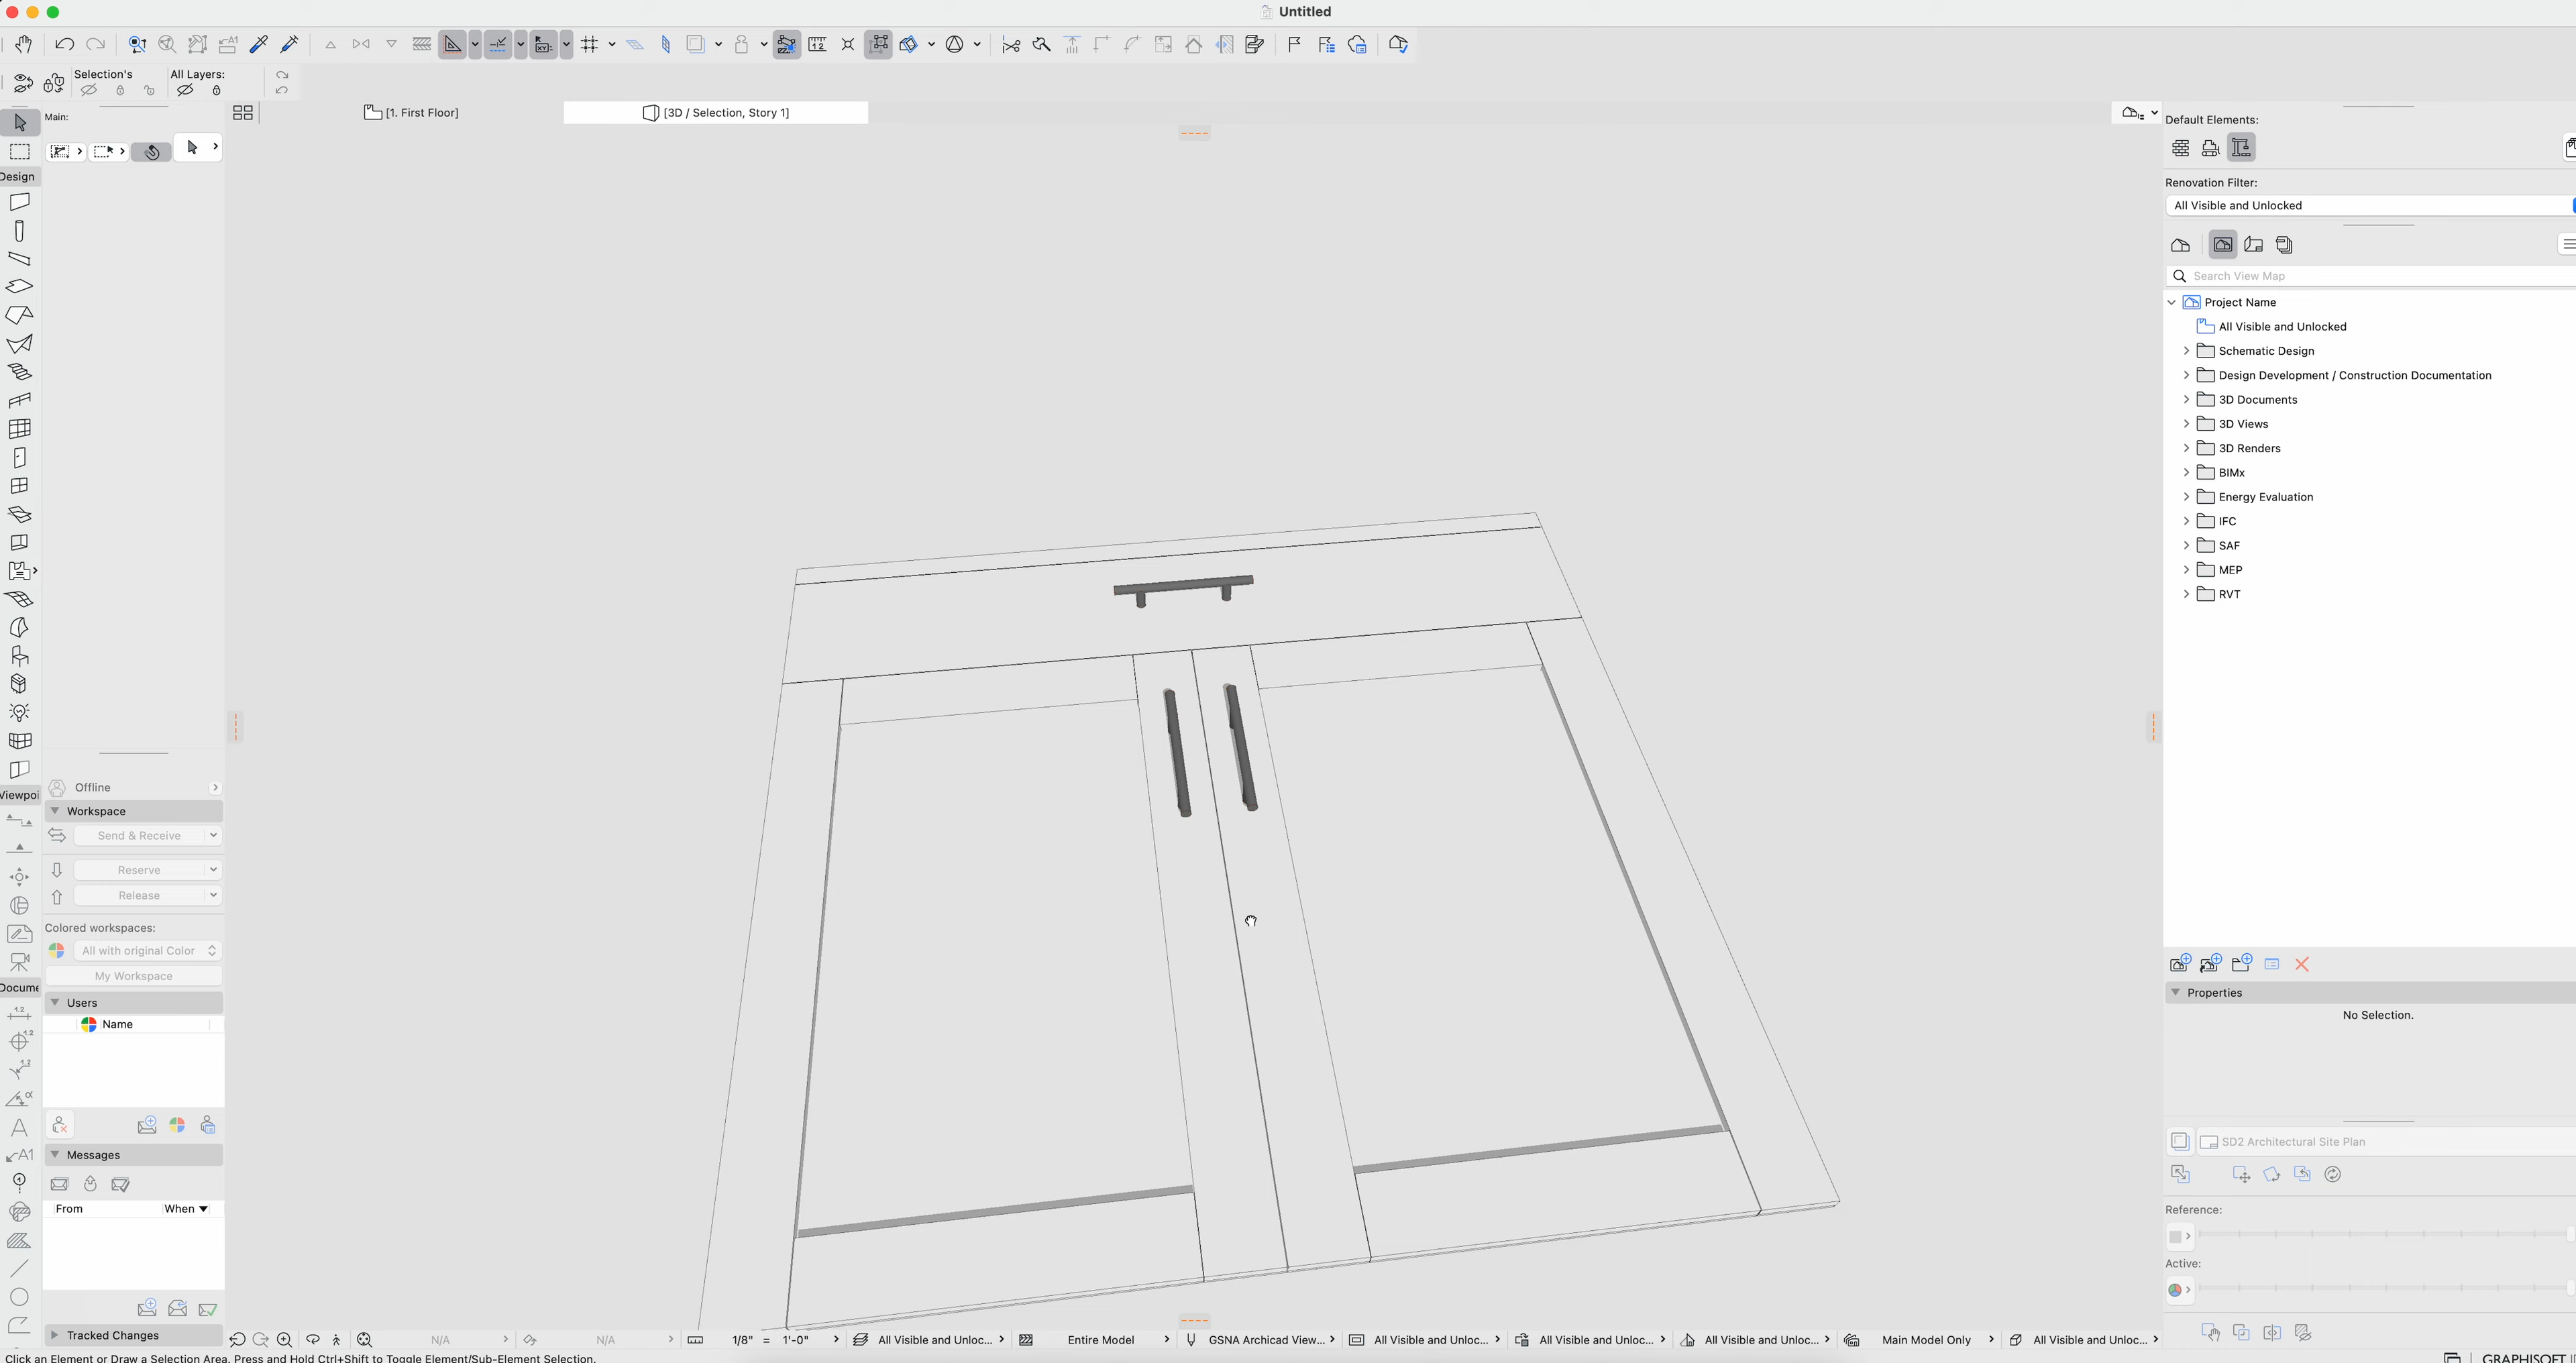 Untitled
Selection's
All Layers:
[1. First Floor]
[3D / Selection, Story 1]
Main:
Design
Offline
Workspace
Send & Receive
Reserve
Release
Colored workspaces:
All with original Color
My Workspace
Users
Name
Messages
From When
Tracked Changes
Viewpoi
Docume
Default Elements:
Renovation Filter:
All Visible and Unlocked
Search View Map
Project Name
All Visible and Unlocked
Schematic Design
Design Development / Construction Documentation
3D Documents
3D Views
3D Renders
BIMx
Energy Evaluation
IFC
SAF
MEP
RVT
Properties
No Selection.
SD2 Architectural Site Plan
Reference:
Active:
N/A N/A 1/8" = 1'-0" All Visible and Unloc... Entire Model GSNA Archicad View... All Visible and Unloc... All Visible and Unloc... All Visible and Unloc... Main Model Only All Visible and Unloc...
Click an Element or Draw a Selection Area. Press and Hold Ctrl+Shift to Toggle Element/Sub-Element Selection.
GRAPHISOFT